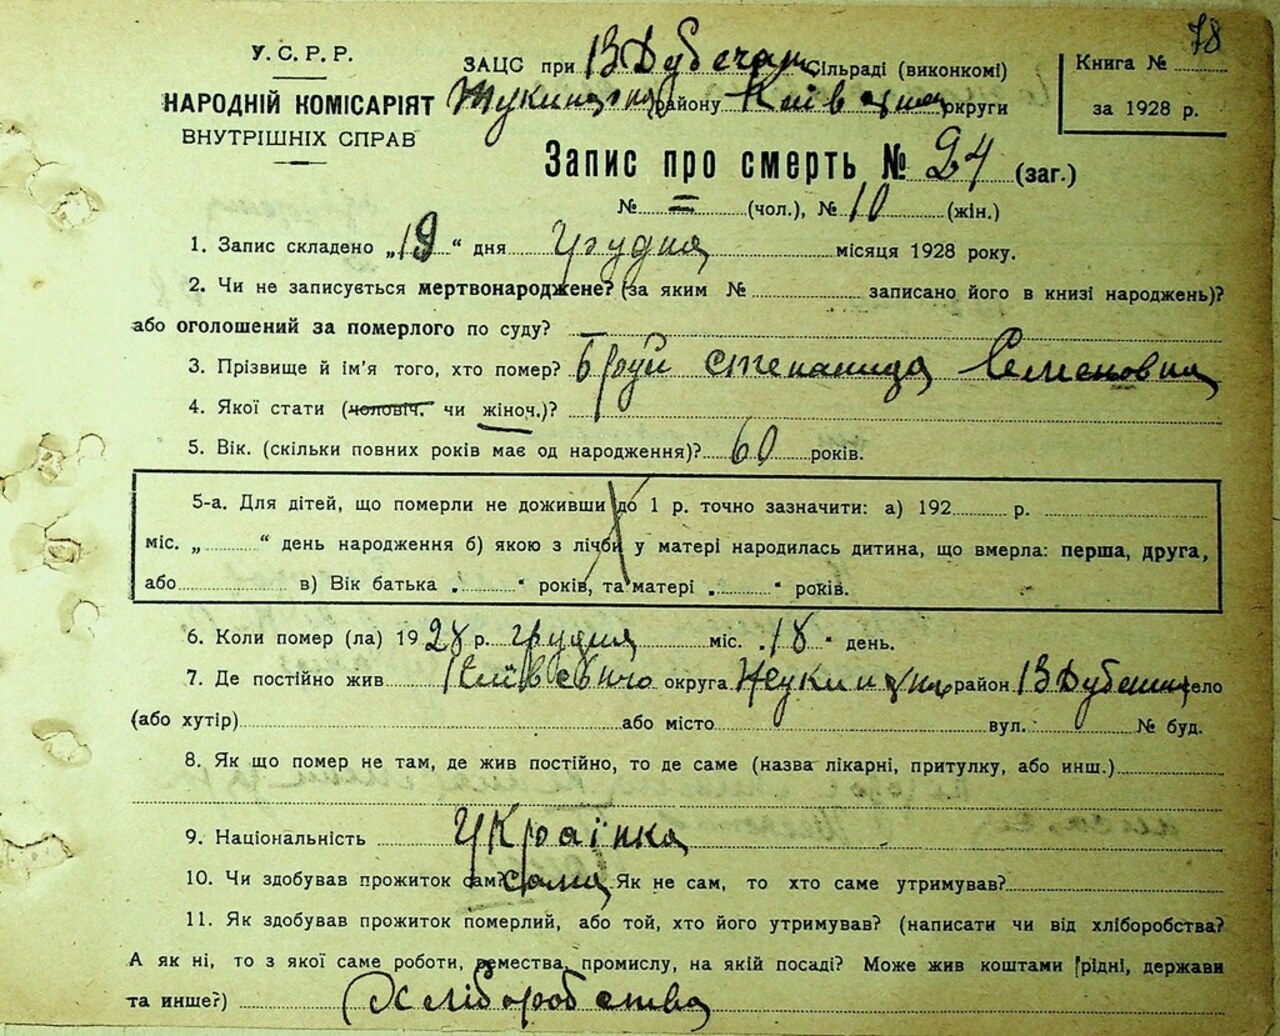 78
У.С.Р.Р.
НАРОДНІЙ КОМІСАРІЯТ
ВНУТРІШНІХ СПРАВ
ЗАЦС при В Дубечан. Сільраді (виконкомі)
району Київ округи
Книга №
за 1928 р.
Запис про смерть № 24 (заг.)
№ = (чол.), № 10 (жін.)
1. Запис складено „19“ дня Грудня місяця 1928 року.
2. Чи не записується мертвонароджене? (за яким № записано його в книзі народжень)?
або оголошений за померлого по суду? —
3. Прізвище й ім'я того, хто помер? Бруй Степанида Семеновна
4. Якої стати (чоловіч. чи жіноч.)?
5. Вік. (скільки повних років має од народження)? 60 років.
5-а. Для дітей, що померли не доживши до 1 р. точно зазначити: а) 192 р.
міс. „ “ день народження б) якою з лічби у матері народилась дитина, що вмерла: перша, друга,
або в) Вік батька „ “ років, та матері „ “ років.
6. Коли помер (ла) 1928 р. грудня міс. „18“ день.
7. Де постійно жив округа район В Дубечня село
(або хутір) або місто вул. № буд.
8. Як що помер не там, де жив постійно, то де саме (назва лікарні, притулку, або инш.)
9. Національність Українка
10. Чи здобував прожиток сам? сама Як не сам, то хто саме утримував?
11. Як здобував прожиток померлий, або той, хто його утримував? (написати чи від хліборобства?
А як ні, то з якої саме роботи, ремества, промислу, на якій посаді? Може жив коштами рідні, держави
та инше?) Хліборобства